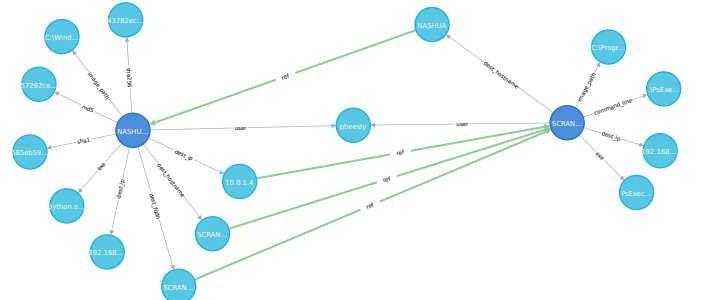 43782ec...
NASHUA
C:\Wind...
C:\Progr...
ref
dest_hostname
sha256
image_path
image_path
57292ce...
.\PsExe...
md5
command_line
NASHU...
user
pbeesly
user
SCRAN...
dest_ip
sha1
585eb59...
dest_ip
ref
192.168...
exe
exe
dest_hostname
10.0.1.4
ref
dest_ip
PsExec...
python.e...
dest_fqdn
ref
SCRAN...
192.168...
SCRAN...